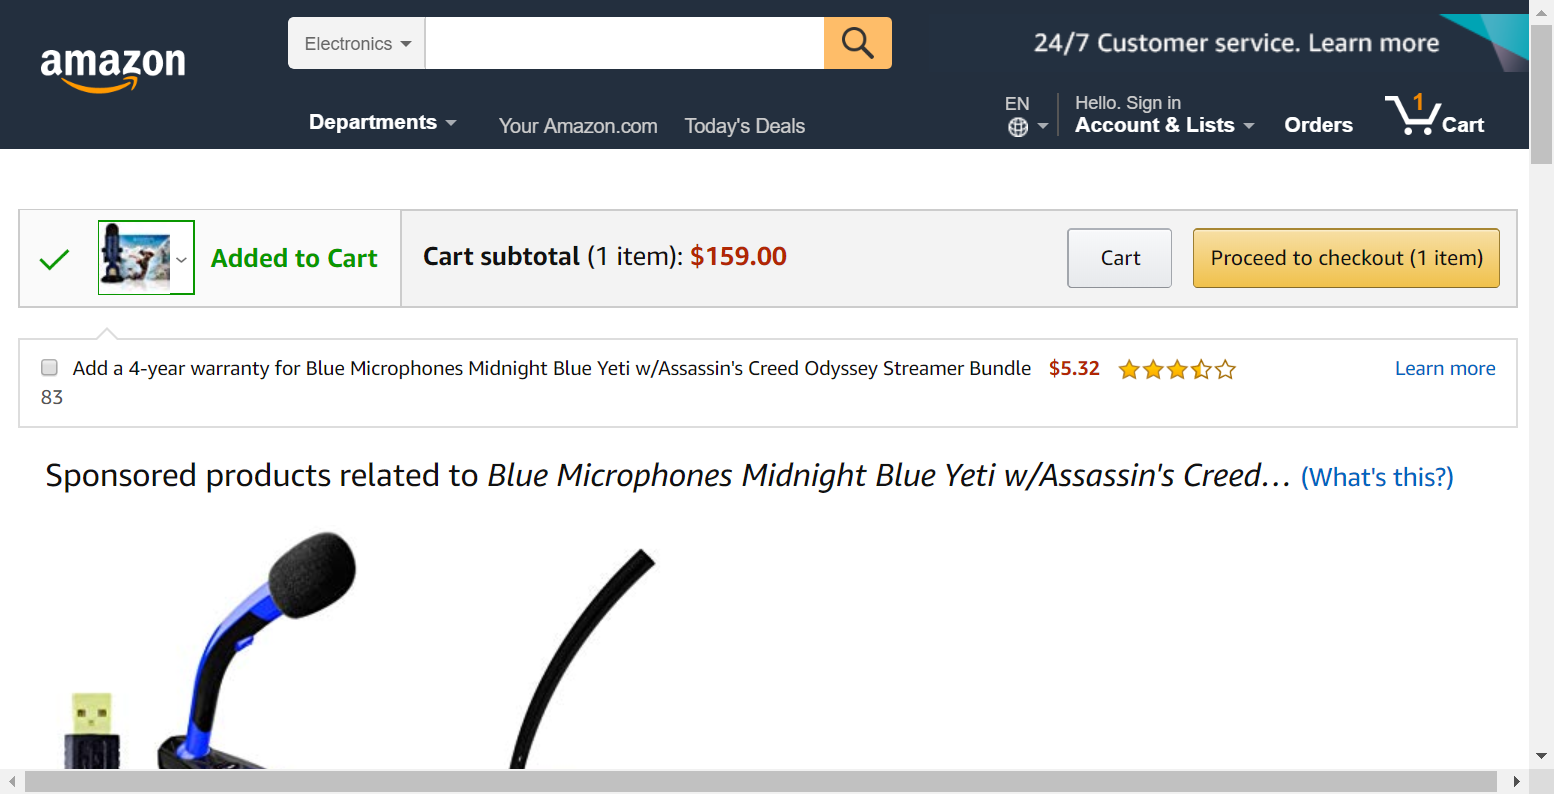 amazon
Electronics
24/7 Customer service. Learn more
Departments
Your Amazon.com
Today's Deals
EN
Hello. Sign in
Account & Lists
Orders
1
Cart
Added to Cart
Cart subtotal (1 item): $159.00
Cart
Proceed to checkout (1 item)
Add a 4-year warranty for Blue Microphones Midnight Blue Yeti w/Assassin's Creed Odyssey Streamer Bundle $5.32
Learn more
83
Sponsored products related to Blue Microphones Midnight Blue Yeti w/Assassin's Creed… (What's this?)